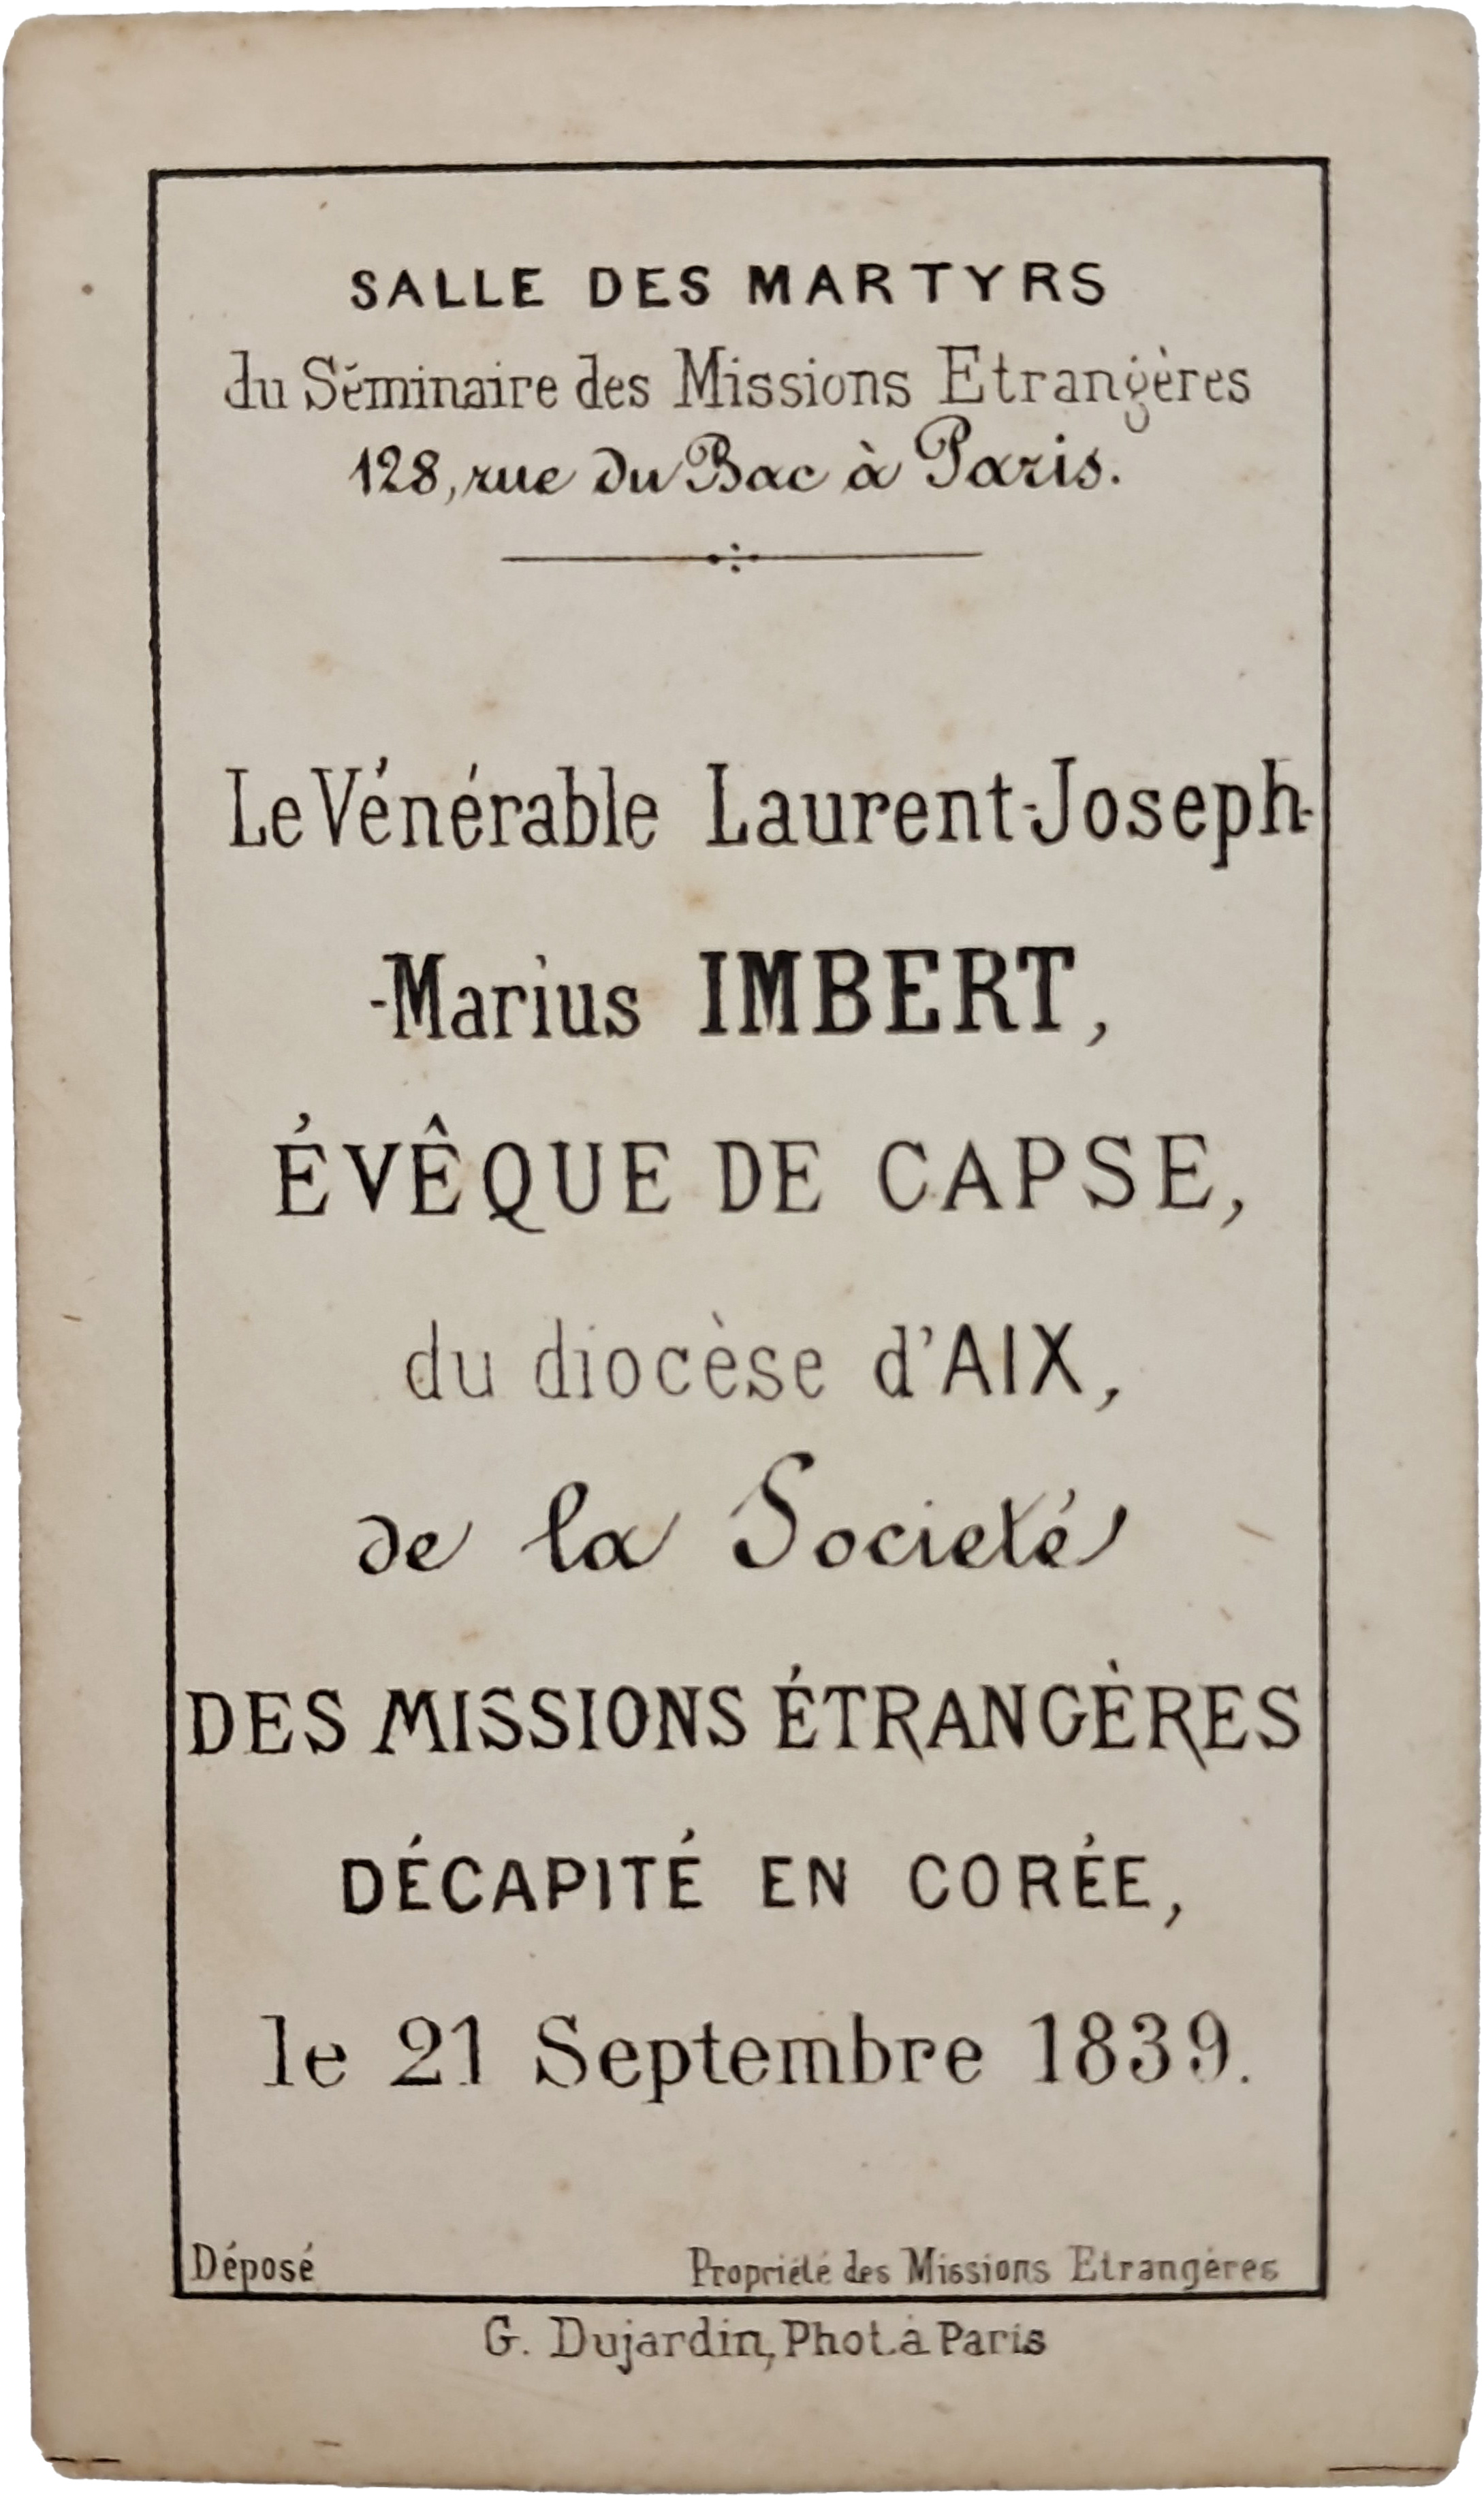 SALLE DES MARTYRS
du Séminaire des Missions Etrangères
128, rue du Bac à Paris.
Le Vénérable Laurent-Joseph-
-Marius IMBERT,
ÉVÊQUE DE CAPSE,
du diocèse d'AIX,
de la Societé
DES MISSIONS ÉTRANGÈRES
DÉCAPITÉ EN CORÉE,
le 21 Septembre 1839.
Déposé Propriété des Missions Etrangères
G. Dujardin, Phot. à Paris